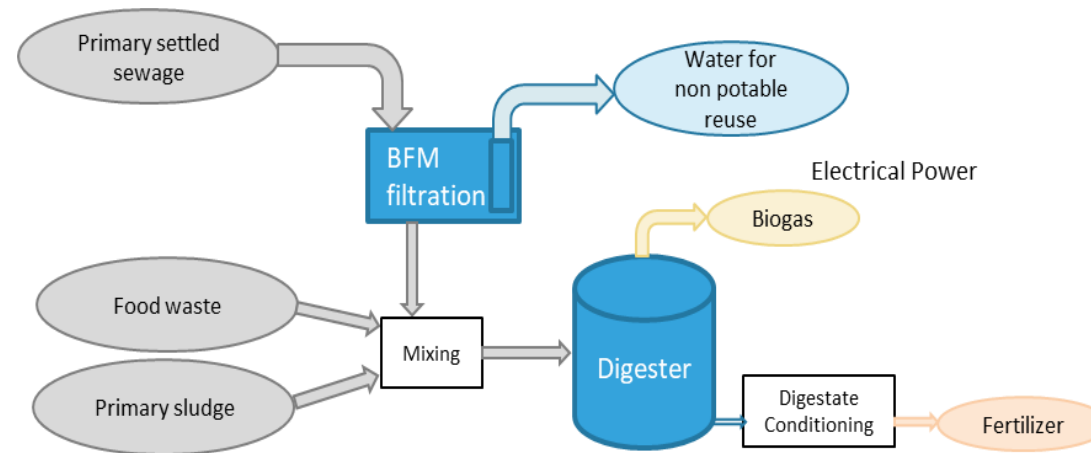 Primary settled
sewage
Water for
non potable
reuse
BFM
filtration
Electrical Power
Biogas
Food waste
Mixing
Digester
Primary sludge
Digestate
Conditioning
Fertilizer